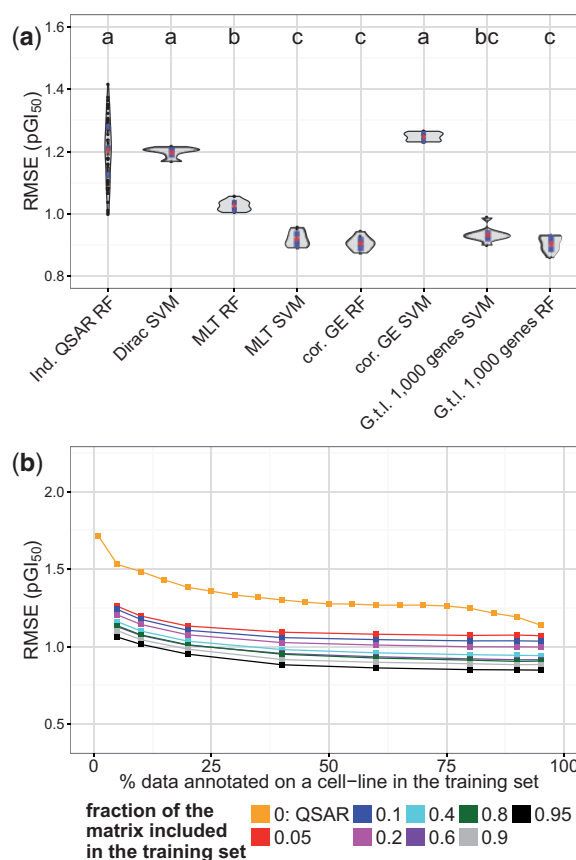 (a)
a a b c c a bc c
1.6
1.4
1.2
1.0
0.8
RMSE (pGI50)
Ind. QSAR RF
Dirac SVM
MLT RF
MLT SVM
cor. GE RF
cor. GE SVM
G.t.l. 1,000 genes SVM
G.t.l. 1,000 genes RF
(b)
2.0
1.5
1.0
0.5
RMSE (pGI50)
0 25 50 75 100
% data annotated on a cell-line in the training set
fraction of the
matrix included
in the training set
0: QSAR 0.1 0.4 0.8 0.95
0.05 0.2 0.6 0.9